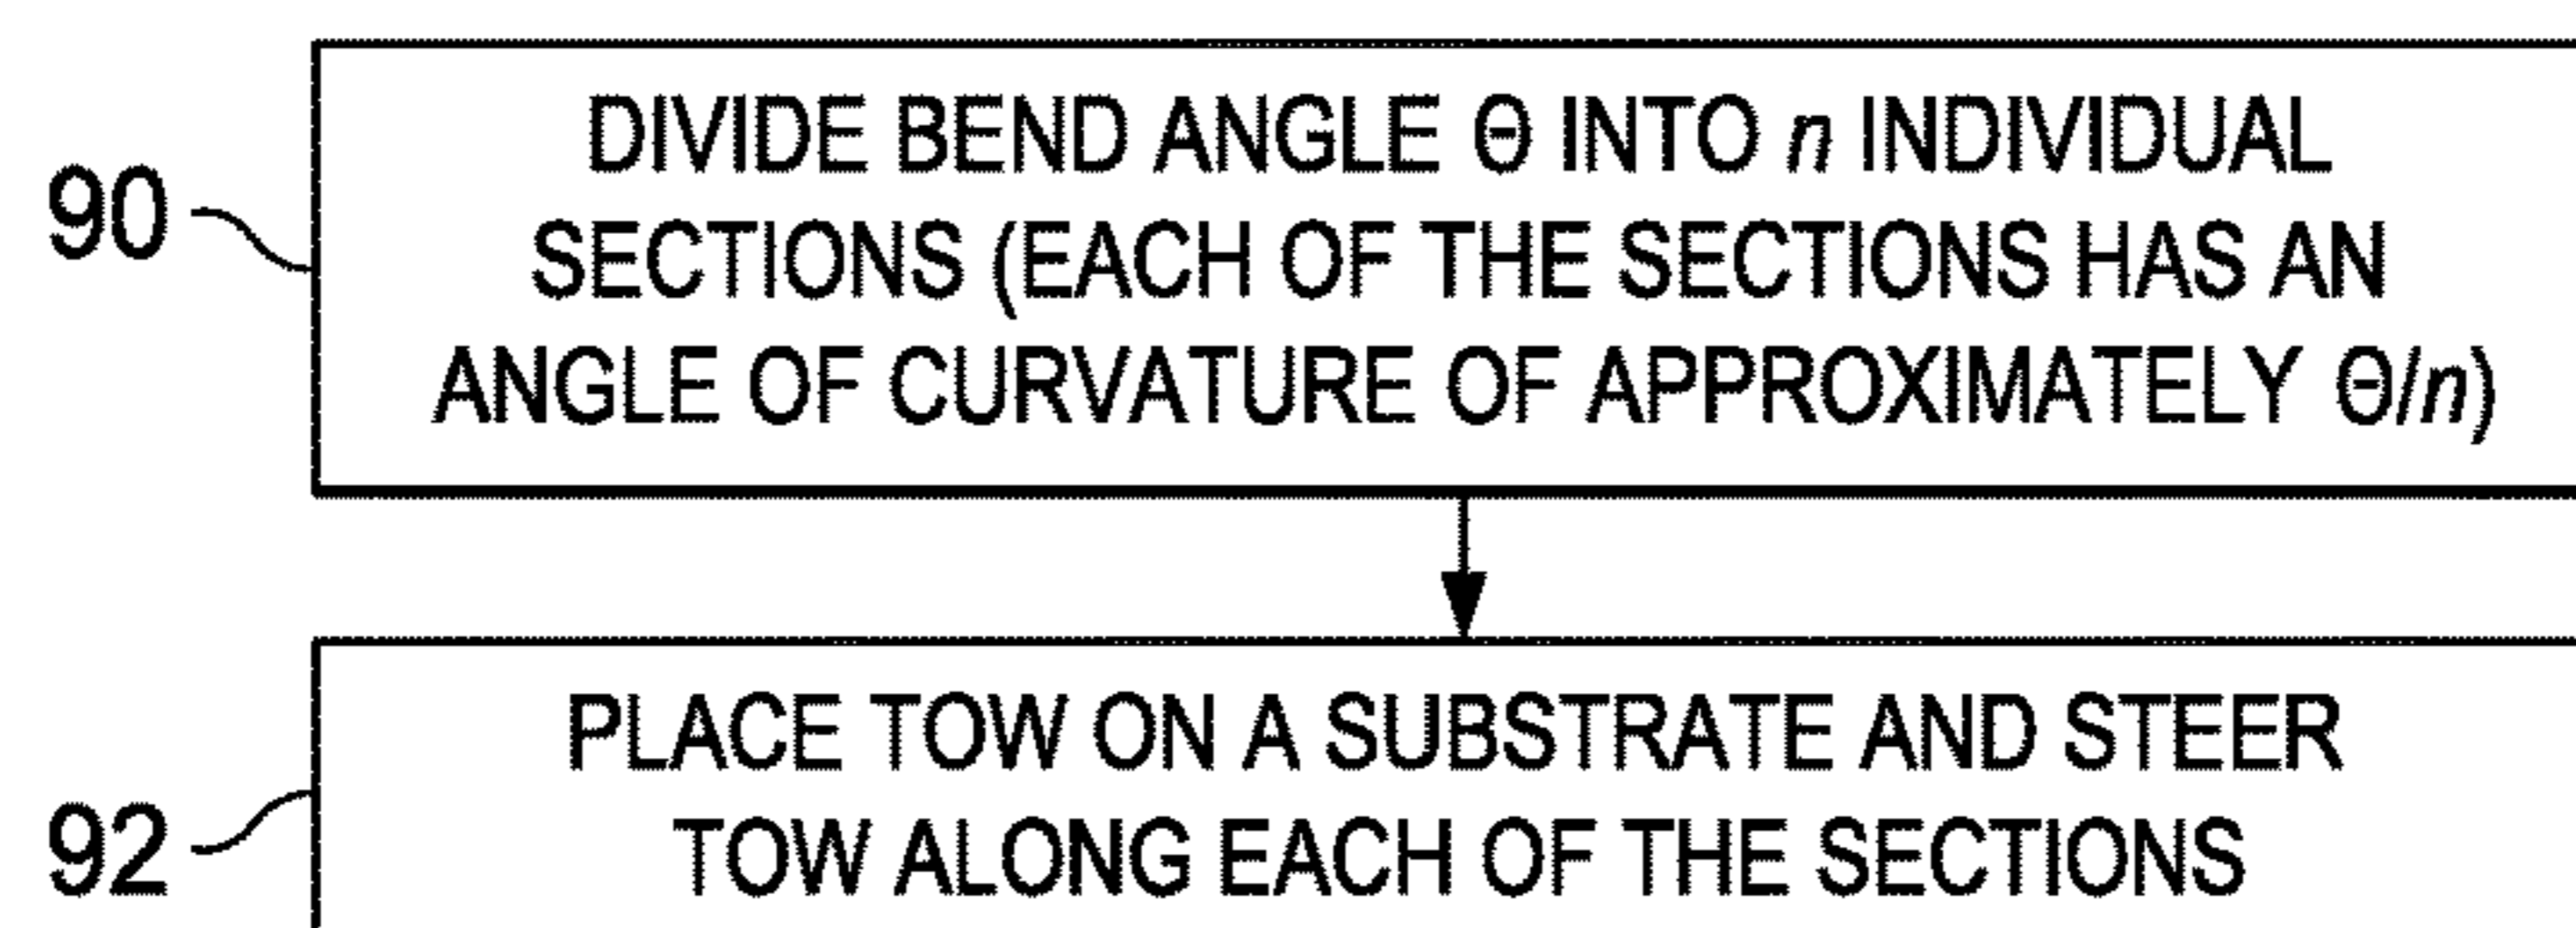 DIVIDE BEND ANGLE Θ INTO n INDIVIDUAL
SECTIONS (EACH OF THE SECTIONS HAS AN
ANGLE OF CURVATURE OF APPROXIMATELY Θ/n)
90
PLACE TOW ON A SUBSTRATE AND STEER
TOW ALONG EACH OF THE SECTIONS
92